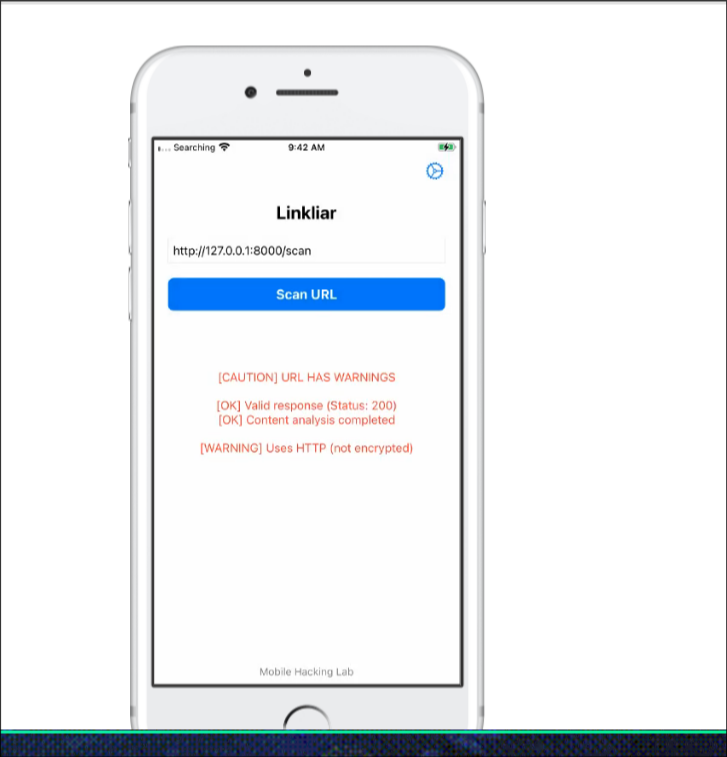 Searching 9:42 AM
Linkliar
http://127.0.0.1:8000/scan
Scan URL
[CAUTION] URL HAS WARNINGS
[OK] Valid response (Status: 200)
[OK] Content analysis completed
[WARNING] Uses HTTP (not encrypted)
Mobile Hacking Lab